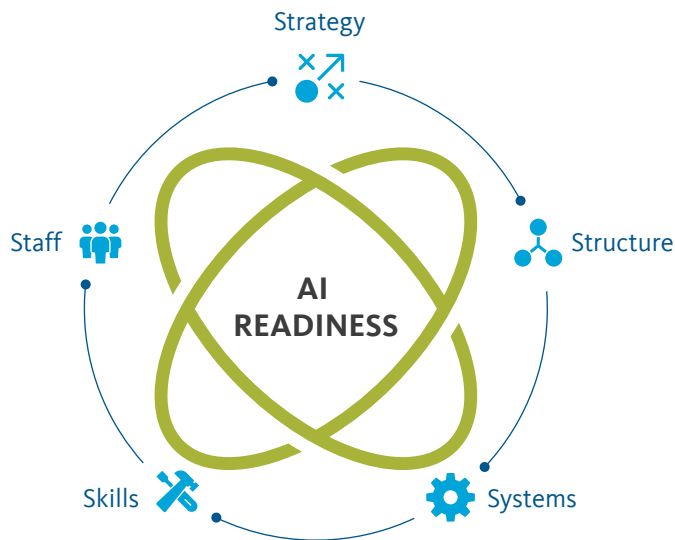 Strategy
Staff
Structure
AI
READINESS
Skills
Systems